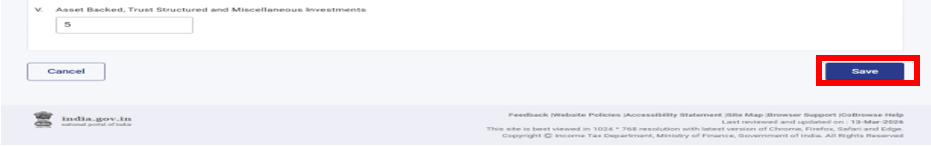 V. Asset Backed, Trust Structured and Miscellaneous Investments
5
Cancel
Save
india.gov.in
national portal of india
Feedback |Website Policies |Accessibility Statement |Site Map |Browser Support |CoBrowse Help
Last reviewed and updated on : 13-Mar-2026
This site is best viewed in 1024 * 768 resolution with latest version of Chrome, Firefox, Safari and Edge.
Copyright © Income Tax Department, Ministry of Finance, Government of India. All Rights Reserved